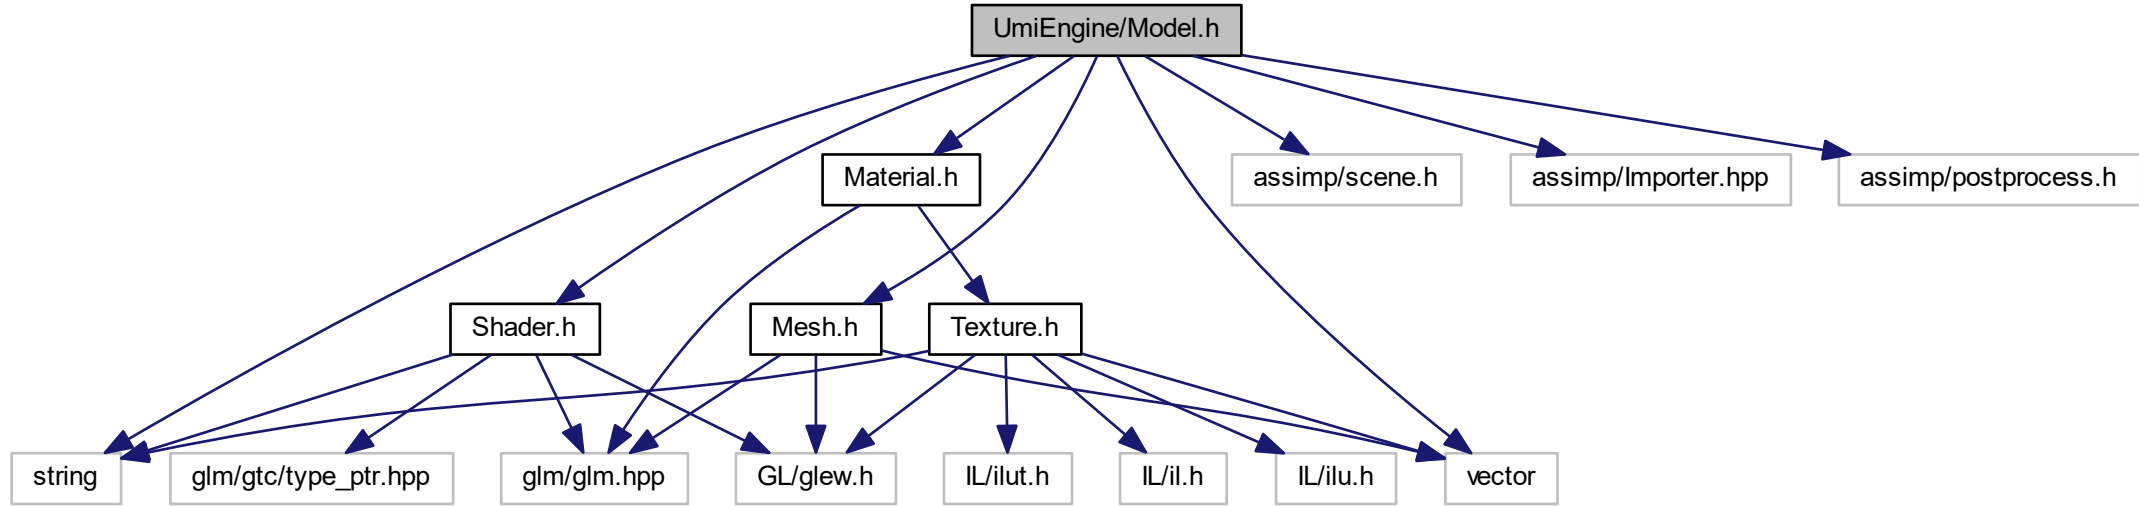 UmiEngine/Model.h
Material.h
assimp/scene.h
assimp/Importer.hpp
assimp/postprocess.h
Shader.h
Mesh.h
Texture.h
string
glm/gtc/type_ptr.hpp
glm/glm.hpp
GL/glew.h
IL/ilut.h
IL/il.h
IL/ilu.h
vector